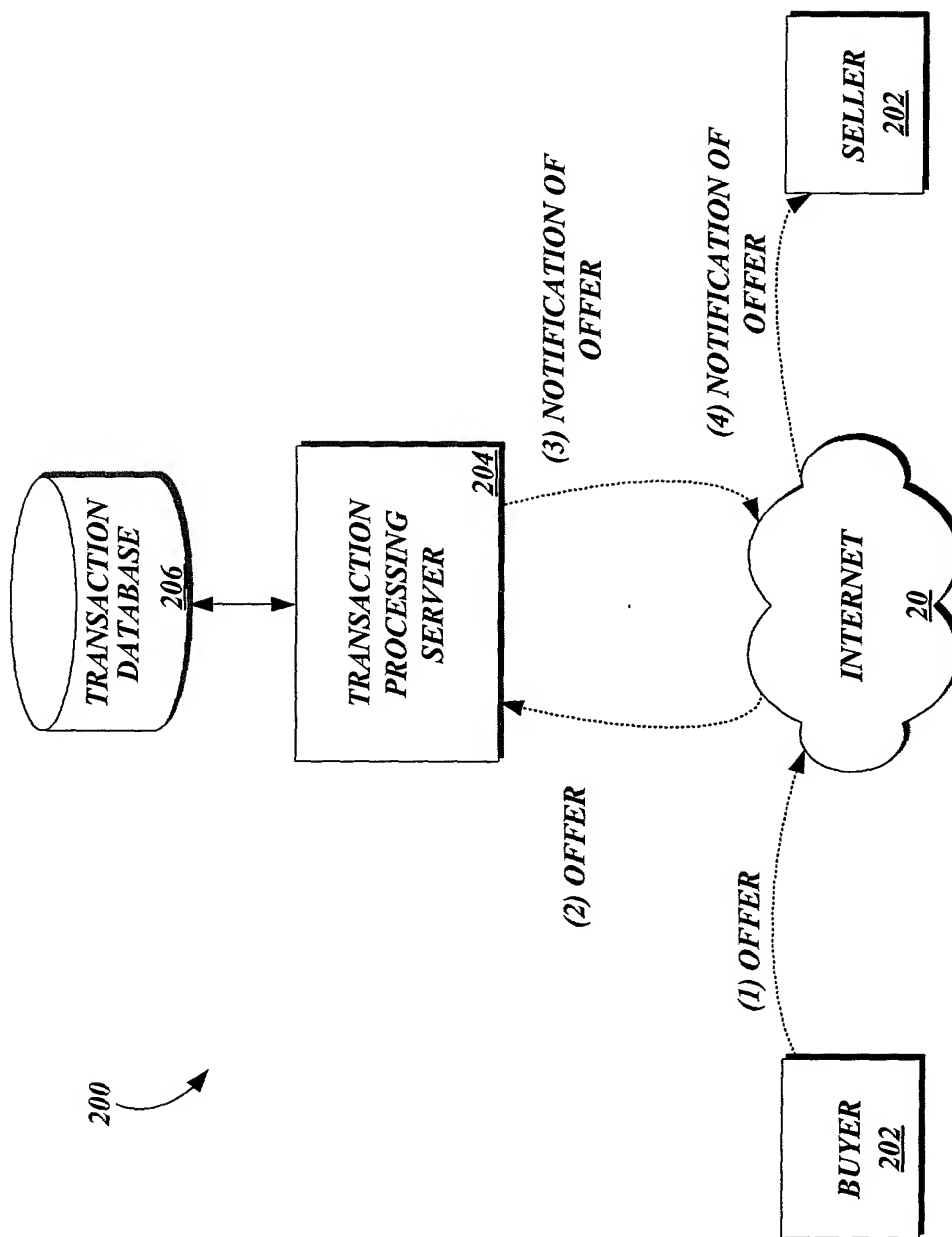 200
TRANSACTION
DATABASE
206
TRANSACTION
PROCESSING
SERVER
204
(2) OFFER
(3) NOTIFICATION OF
OFFER
(1) OFFER
(4) NOTIFICATION OF
OFFER
BUYER
202
INTERNET
20
SELLER
202